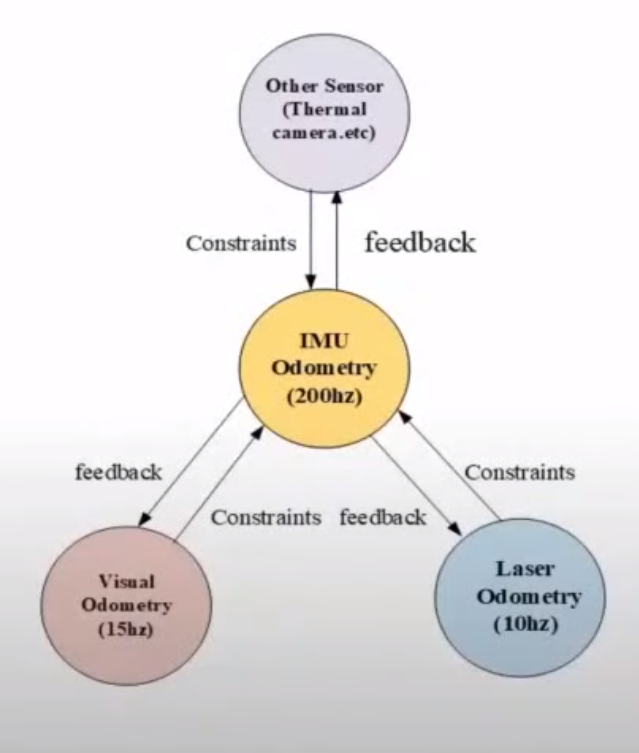 Other Sensor
(Thermal
camera.etc)
Constraints
feedback
IMU
Odometry
(200hz)
feedback
Constraints
Constraints
feedback
Visual
Odometry
(15hz)
Laser
Odometry
(10hz)